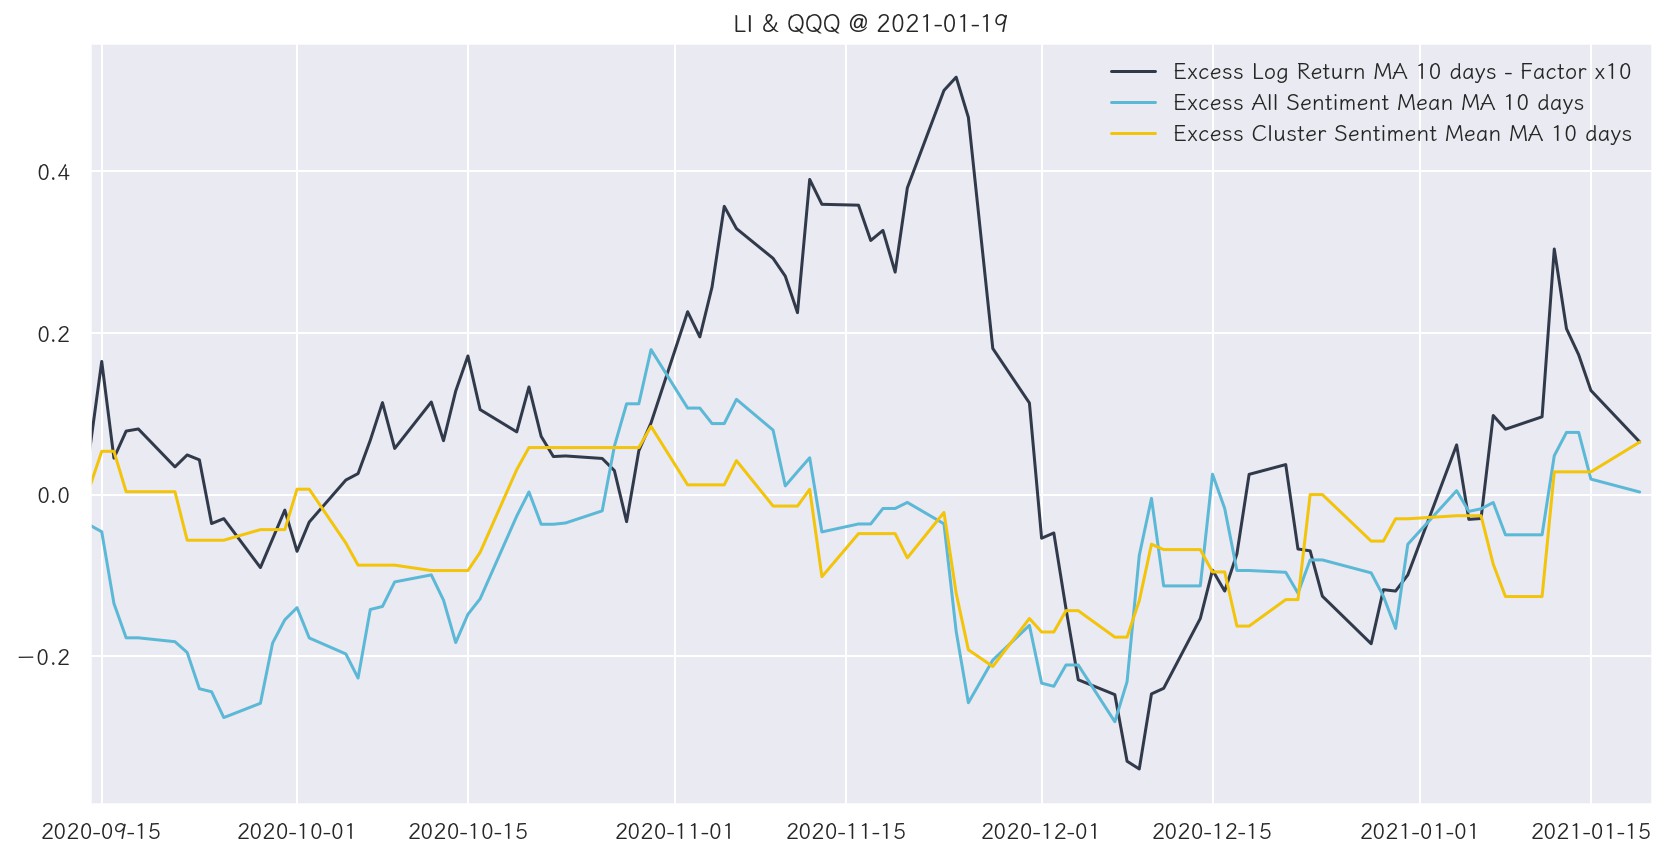 LI & QQQ @ 2021-01-19
Excess Log Return MA 10 days - Factor x10
Excess All Sentiment Mean MA 10 days
Excess Cluster Sentiment Mean MA 10 days
0.4
0.2
0.0
−0.2
2020-09-15 2020-10-01 2020-10-15 2020-11-01 2020-11-15 2020-12-01 2020-12-15 2021-01-01 2021-01-15